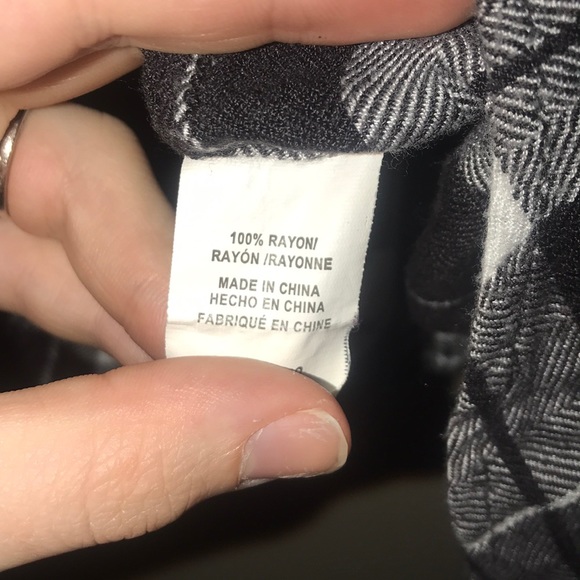 100% RAYON/
RAYÓN /RAYONNE
MADE IN CHINA
HECHO EN CHINA
FABRIQUÉ EN CHINE